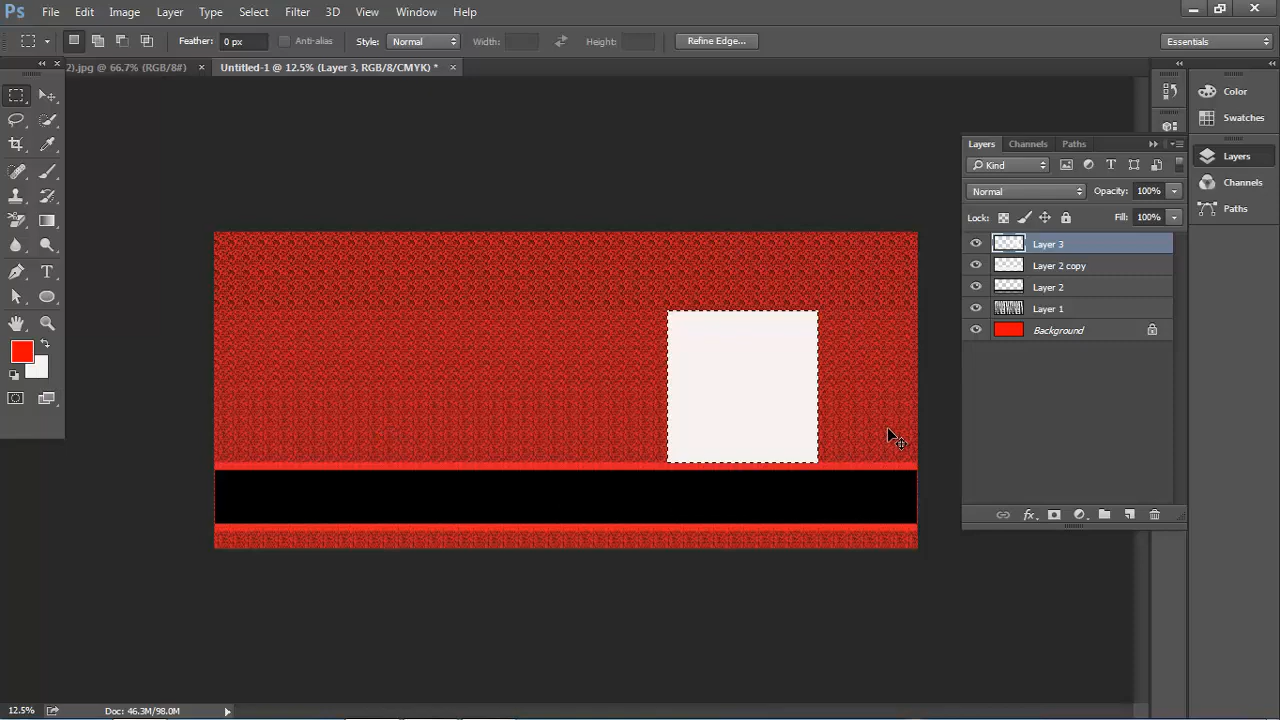 Ps File Edit Image Layer Type Select Filter 3D View Window Help
Feather: 0 px Anti-alias Style: Normal Width: Height: Refine Edge... Essentials
2).jpg @ 66.7% (RGB/8#) × Untitled-1 @ 12.5% (Layer 3, RGB/8/CMYK) * ×
Color
Swatches
Layers
Channels
Paths
Layers Channels Paths
Kind
Normal Opacity: 100%
Lock: Fill: 100%
Layer 3
Layer 2 copy
Layer 2
Layer 1
Background
fx
12.5% Doc: 46.3M/98.0M